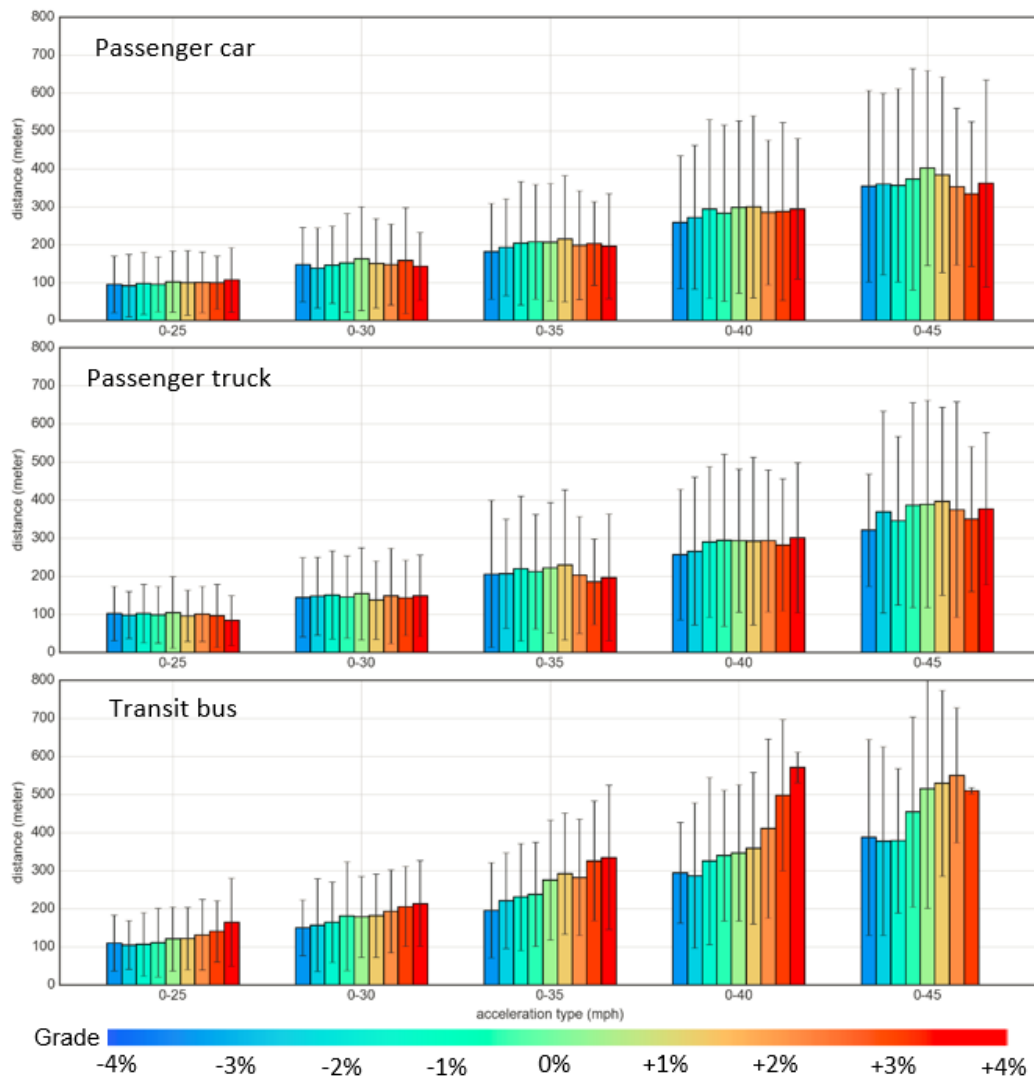 800
Passenger car
700
600
500
400
300
200
100
0
distance (meter)
0-25 0-30 0-35 0-40 0-45
800
Passenger truck
700
600
500
400
300
200
100
0
distance (meter)
0-25 0-30 0-35 0-40 0-45
800
Transit bus
700
600
500
400
300
200
100
0
distance (meter)
0-25 0-30 0-35 0-40 0-45
acceleration type (mph)
Grade
-4% -3% -2% -1% 0% +1% +2% +3% +4%